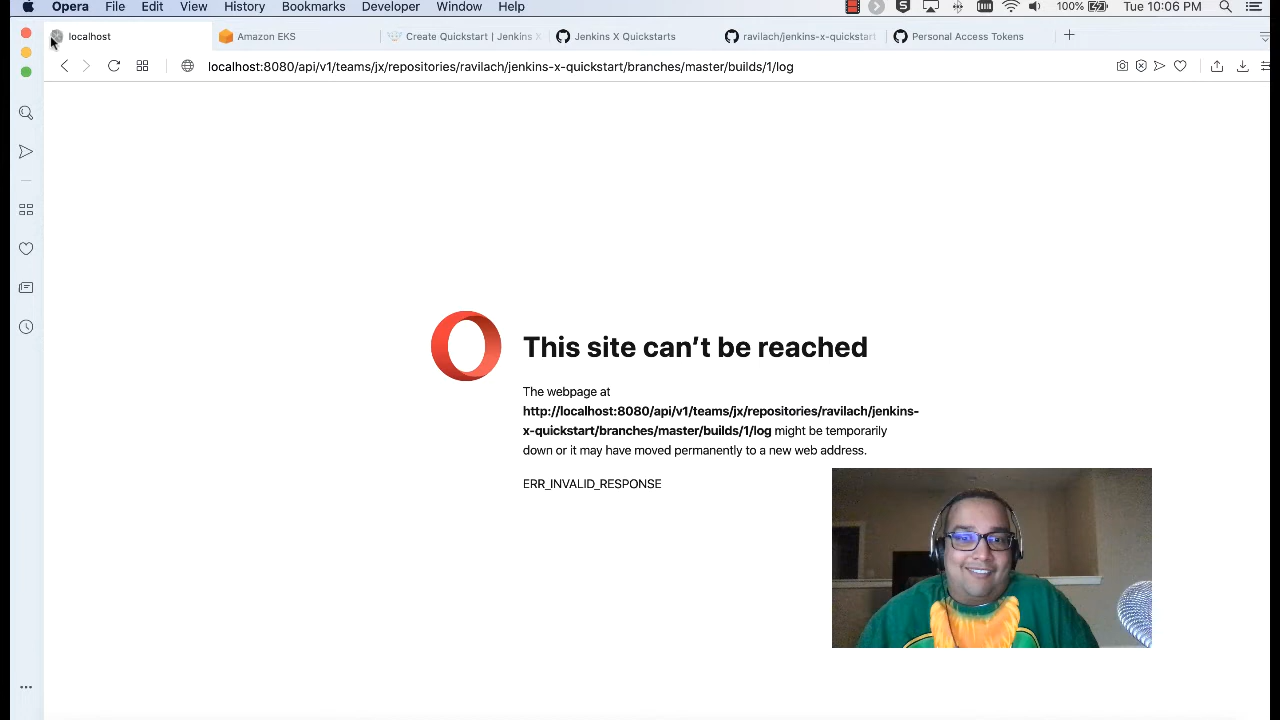 Opera File Edit View History Bookmarks Developer Window Help 100% Tue 10:06 PM
localhost Amazon EKS Create Quickstart | Jenkins X Jenkins X Quickstarts ravilach/jenkins-x-quickstart Personal Access Tokens
localhost:8080/api/v1/teams/jx/repositories/ravilach/jenkins-x-quickstart/branches/master/builds/1/log
This site can't be reached
The webpage at
http://localhost:8080/api/v1/teams/jx/repositories/ravilach/jenkins-
x-quickstart/branches/master/builds/1/log might be temporarily
down or it may have moved permanently to a new web address.
ERR_INVALID_RESPONSE